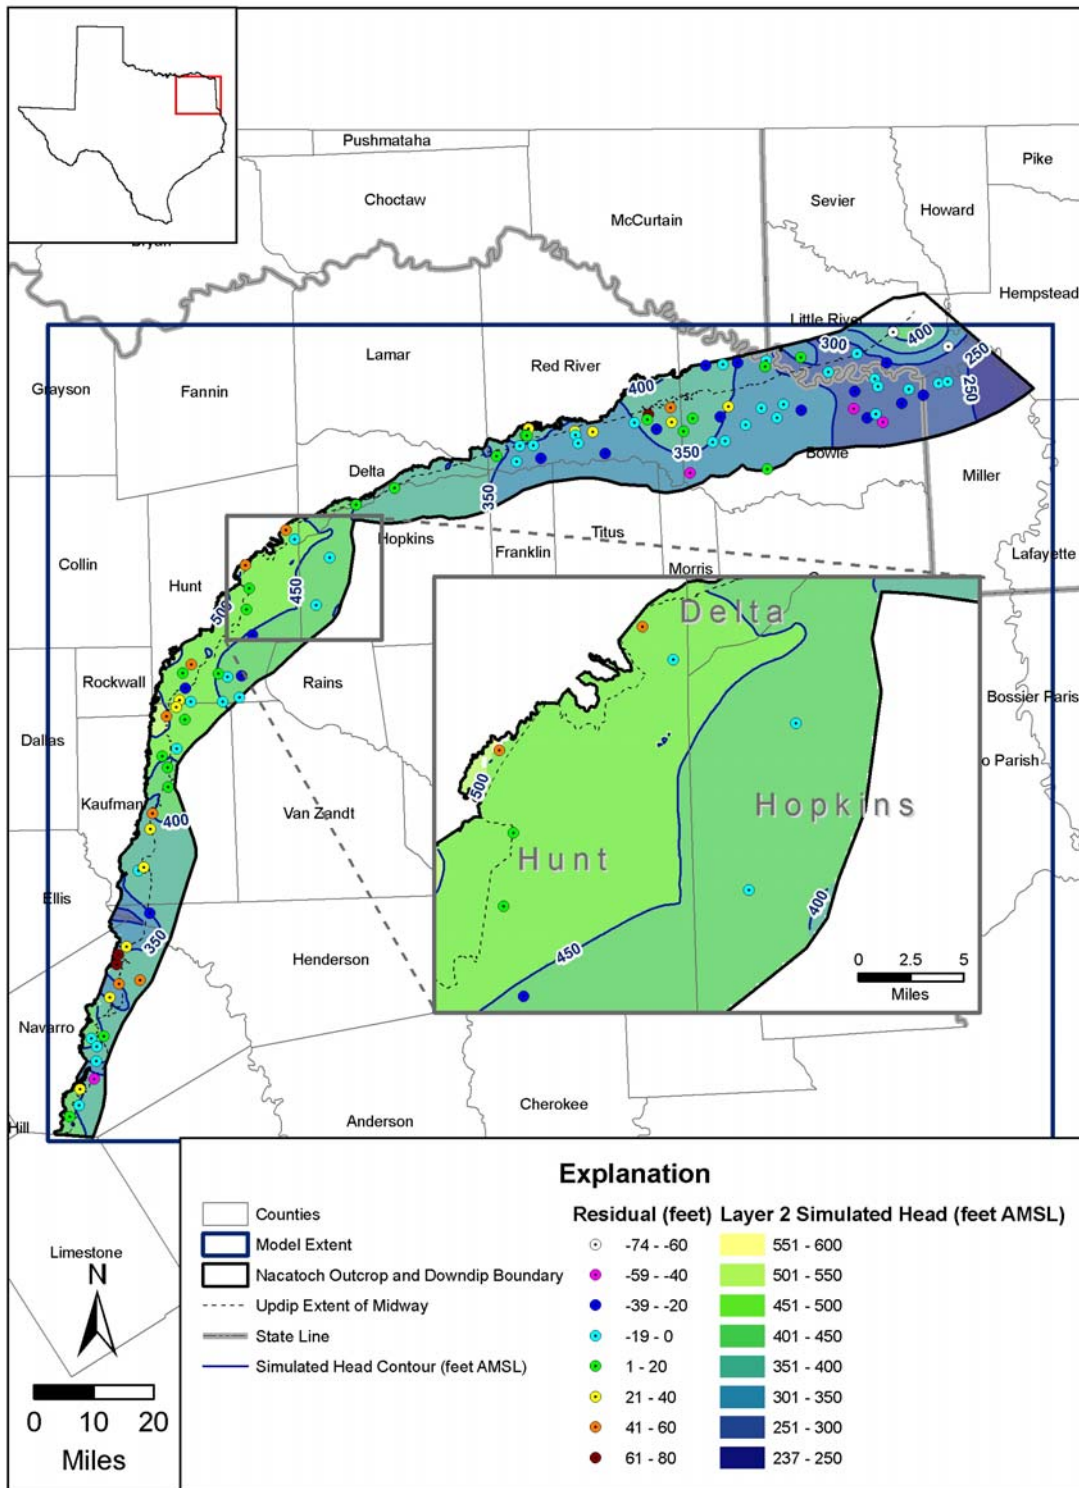 Pushmataha
Pike
Choctaw
Sevier
Howard
McCurtain
Bryan
Hempstead
Little River
300
400
250
Lamar
Red River
Grayson
Fannin
400
250
350
Bowie
Delta
350
Miller
Hopkins
Titus
Franklin
Collin
Lafayette
Morris
Hunt
450
500
Delta
Rockwall
Rains
Bossier Paris
Dallas
o Parish
500
Hopkins
Kaufman
400
Van Zandt
Hunt
Ellis
400
350
450
0 2.5 5
Miles
Henderson
Navarro
Cherokee
Anderson
Hill
Explanation
Residual (feet) Layer 2 Simulated Head (feet AMSL)
Counties
-74 - -60
551 - 600
Model Extent
-59 - -40
501 - 550
Nacatoch Outcrop and Downdip Boundary
-39 - -20
451 - 500
Updip Extent of Midway
-19 - 0
401 - 450
State Line
1 - 20
351 - 400
Simulated Head Contour (feet AMSL)
21 - 40
301 - 350
41 - 60
251 - 300
61 - 80
237 - 250
Limestone
N
0 10 20
Miles